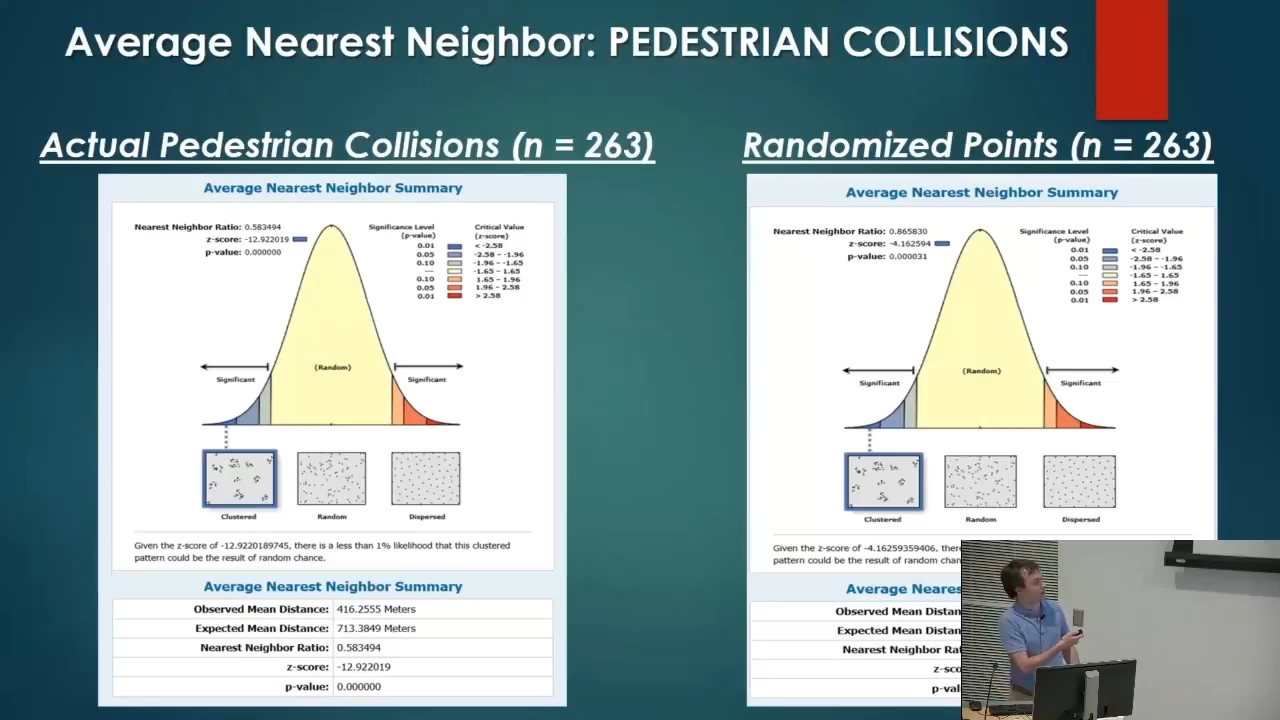 Average Nearest Neighbor: PEDESTRIAN COLLISIONS
Actual Pedestrian Collisions (n = 263)
Average Nearest Neighbor Summary
Nearest Neighbor Ratio: 0.583494
z-score: -12.922019
p-value: 0.000000
Significance Level (p-value)
Critical Value (z-score)
0.01 < -2.58
0.05 -2.58 - -1.96
0.10 -1.96 - -1.65
--- -1.65 - 1.65
0.10 1.65 - 1.96
0.05 1.96 - 2.58
0.01 > 2.58
Significant
(Random)
Significant
Clustered
Random
Dispersed
Given the z-score of -12.9220189745, there is a less than 1% likelihood that this clustered
pattern could be the result of random chance.
Average Nearest Neighbor Summary
Observed Mean Distance: 416.2555 Meters
Expected Mean Distance: 713.3849 Meters
Nearest Neighbor Ratio: 0.583494
z-score: -12.922019
p-value: 0.000000
Randomized Points (n = 263)
Average Nearest Neighbor Summary
Nearest Neighbor Ratio: 0.865830
z-score: -4.162594
p-value: 0.000031
Significance Level (p-value)
Critical Value (z-score)
0.01 < -2.58
0.05 -2.58 - -1.96
0.10 -1.96 - -1.65
--- -1.65 - 1.65
0.10 1.65 - 1.96
0.05 1.96 - 2.58
0.01 > 2.58
Significant
(Random)
Significant
Clustered
Random
Dispersed
Given the z-score of -4.16259359406,
pattern could be the result of random
Average
Observed Mean
Expected Mean
Nearest Neighbor